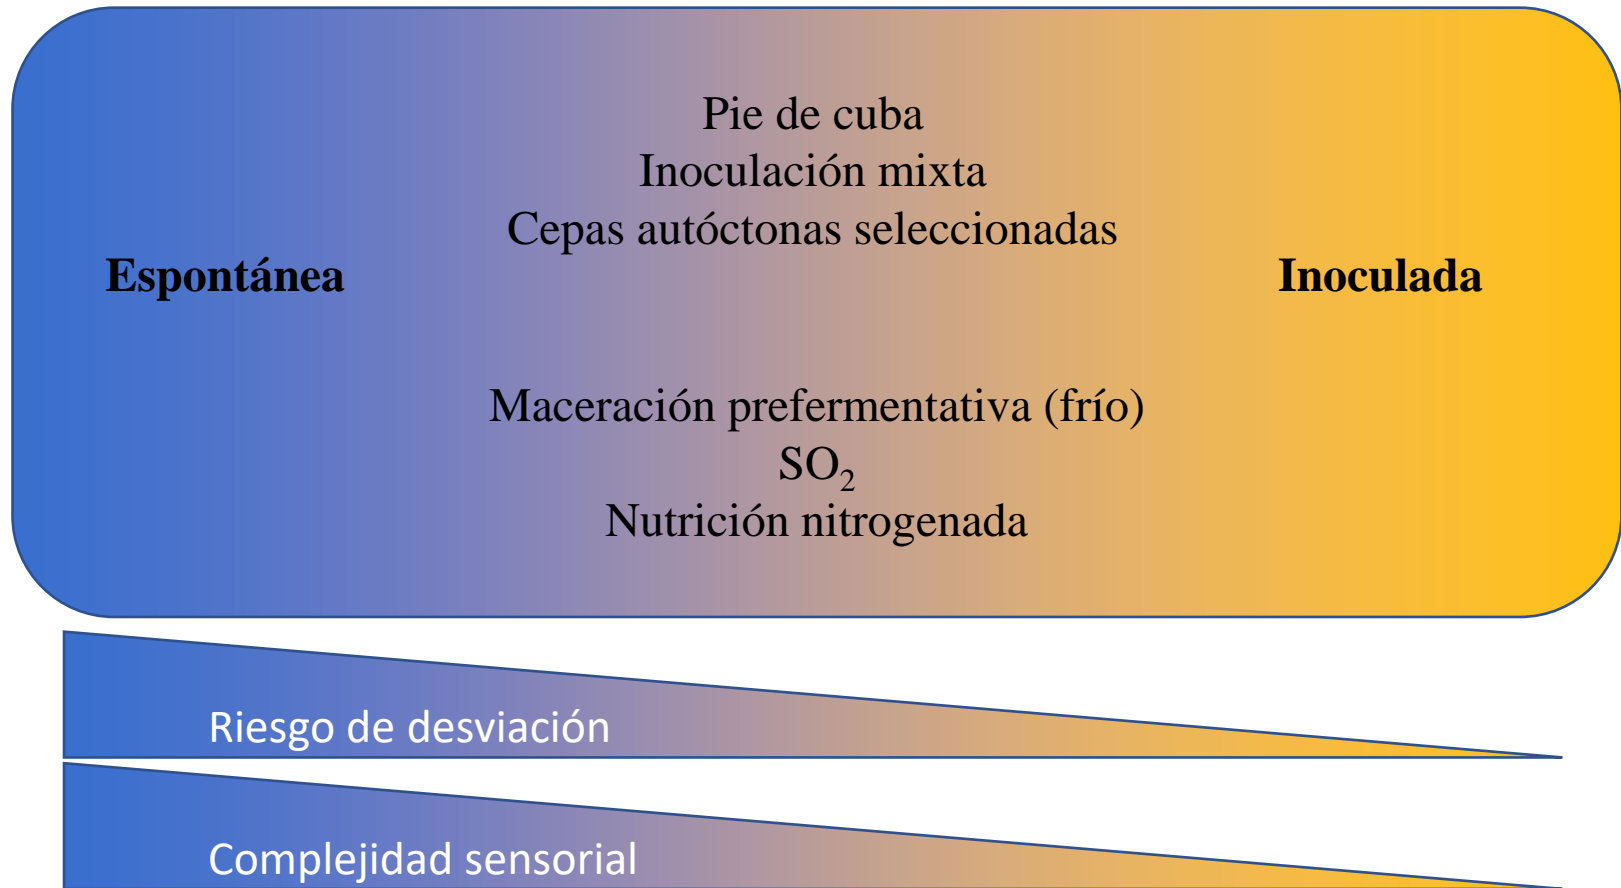 Pie de cuba
Inoculación mixta
Cepas autóctonas seleccionadas
Espontánea
Inoculada
Maceración prefermentativa (frío)
SO₂
Nutrición nitrogenada
Riesgo de desviación
Complejidad sensorial